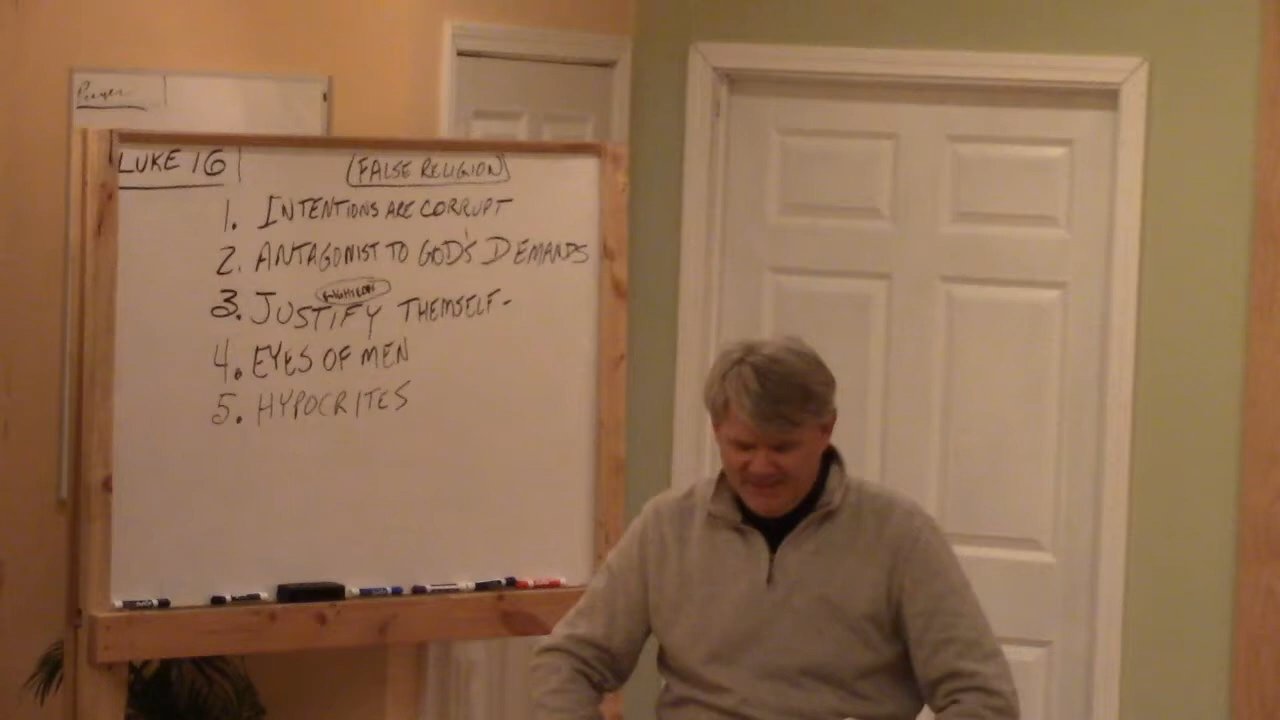 Prayer
LUKE 16
(FALSE RELIGION)
1. INTENTIONS ARE CORRUPT
2. ANTAGONIST TO GOD'S DEMANDS
3. JUSTIFY THEMSELF-
4. EYES OF MEN
5. HYPOCRITES